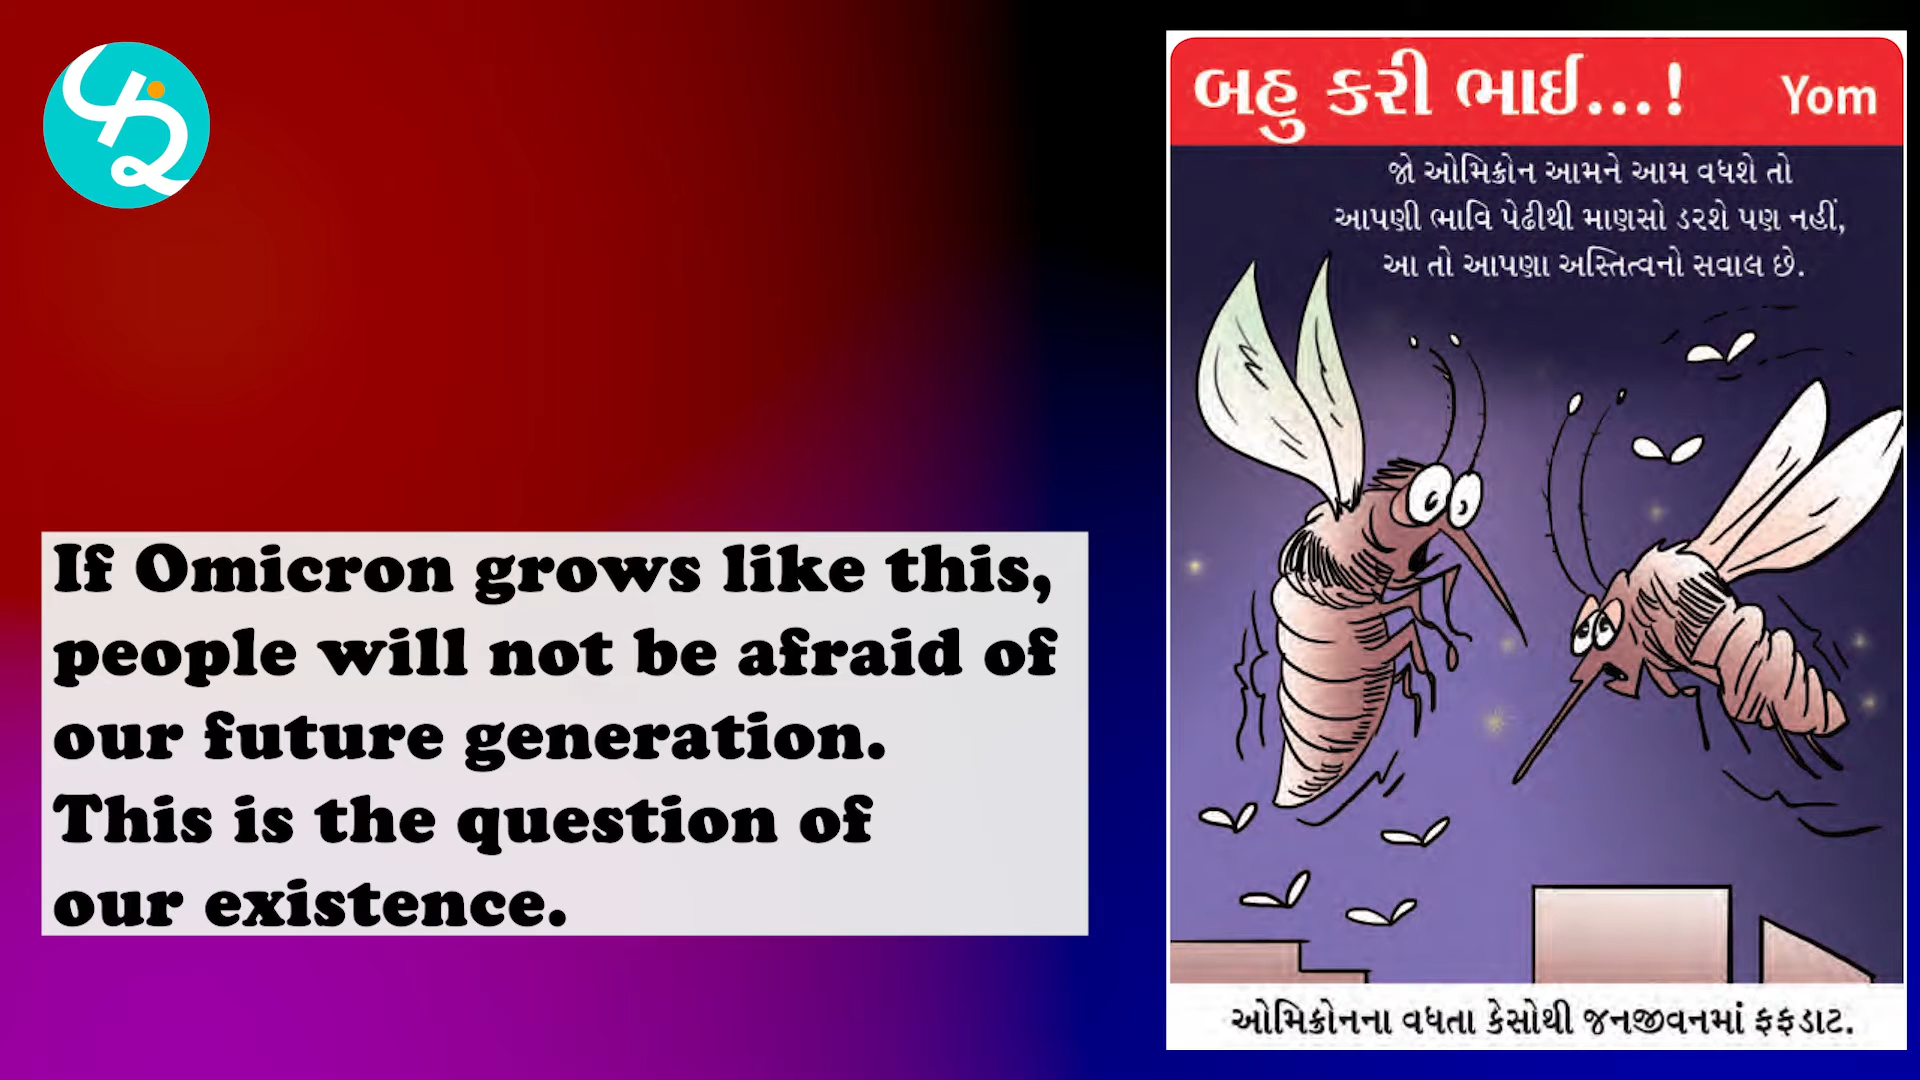 If Omicron grows like this,
people will not be afraid of
our future generation.
This is the question of
our existence.
બહુ કરી ભાઈ...! Yom
જો ઓમિક્રોન આમને આમ વધશે તો
આપણી ભાવિ પેઢીથી માણસો ડરશે પણ નહીં,
આ તો આપણા અસ્તિત્વનો સવાલ છે.
ઓમિક્રોનના વધતા કેસોથી જનજીવનમાં ફફડાટ.